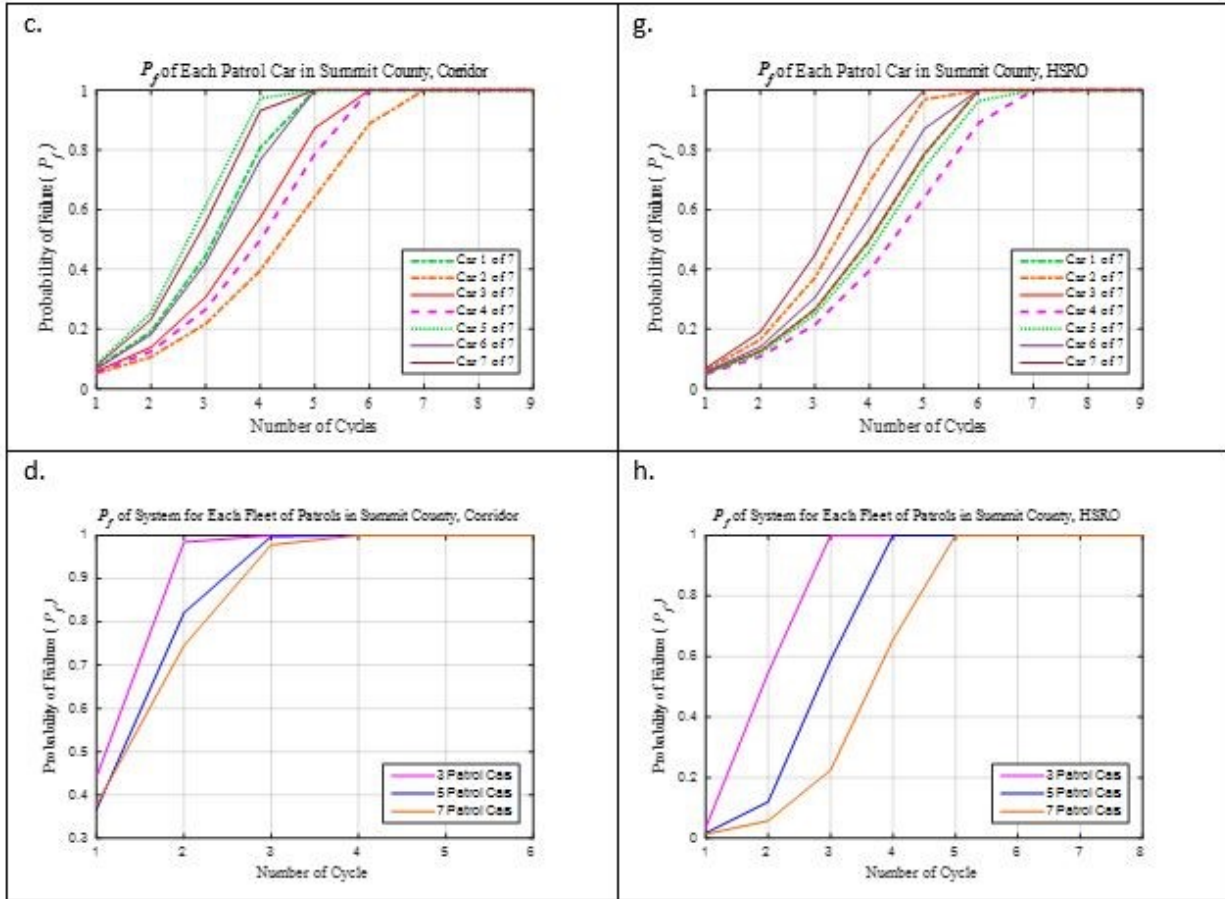 c.
P_f of Each Patrol Car in Summit County, Corridor
Probability of Failure ( P_f )
1
0.8
0.6
0.4
0.2
0
1 2 3 4 5 6 7 8 9
Number of Cycles
Car 1 of 7
Car 2 of 7
Car 3 of 7
Car 4 of 7
Car 5 of 7
Car 6 of 7
Car 7 of 7
g.
P_f of Each Patrol Car in Summit County, HSRO
Probability of Failure ( P_f )
1
0.8
0.6
0.4
0.2
0
1 2 3 4 5 6 7 8 9
Number of Cycles
Car 1 of 7
Car 2 of 7
Car 3 of 7
Car 4 of 7
Car 5 of 7
Car 6 of 7
Car 7 of 7
d.
P_f of System for Each Fleet of Patrols in Summit County, Corridor
Probability of Failure ( P_f )
1
0.9
0.8
0.7
0.6
0.5
0.4
0.3
1 2 3 4 5 6
Number of Cycle
3 Patrol Cars
5 Patrol Cars
7 Patrol Cars
h.
P_f of System for Each Fleet of Patrols in Summit County, HSRO
Probability of Failure ( P_f )
1
0.8
0.6
0.4
0.2
0
1 2 3 4 5 6 7 8
Number of Cycle
3 Patrol Cars
5 Patrol Cars
7 Patrol Cars